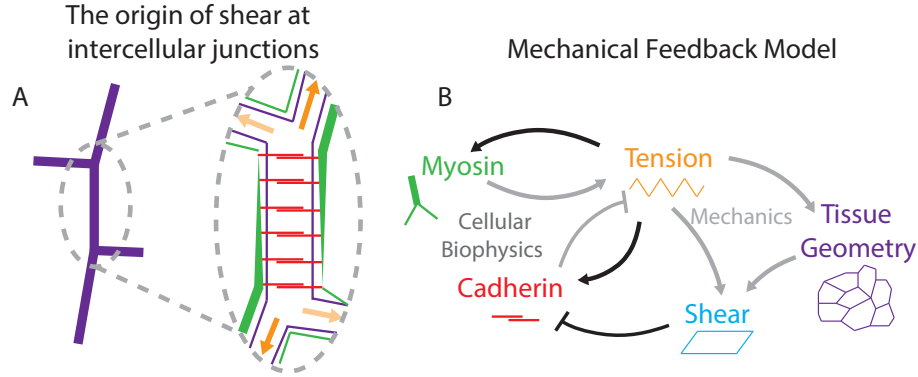 The origin of shear at
intercellular junctions
Mechanical Feedback Model
A
B
Myosin
Tension
Cellular
Biophysics
Mechanics
Tissue
Geometry
Cadherin
Shear